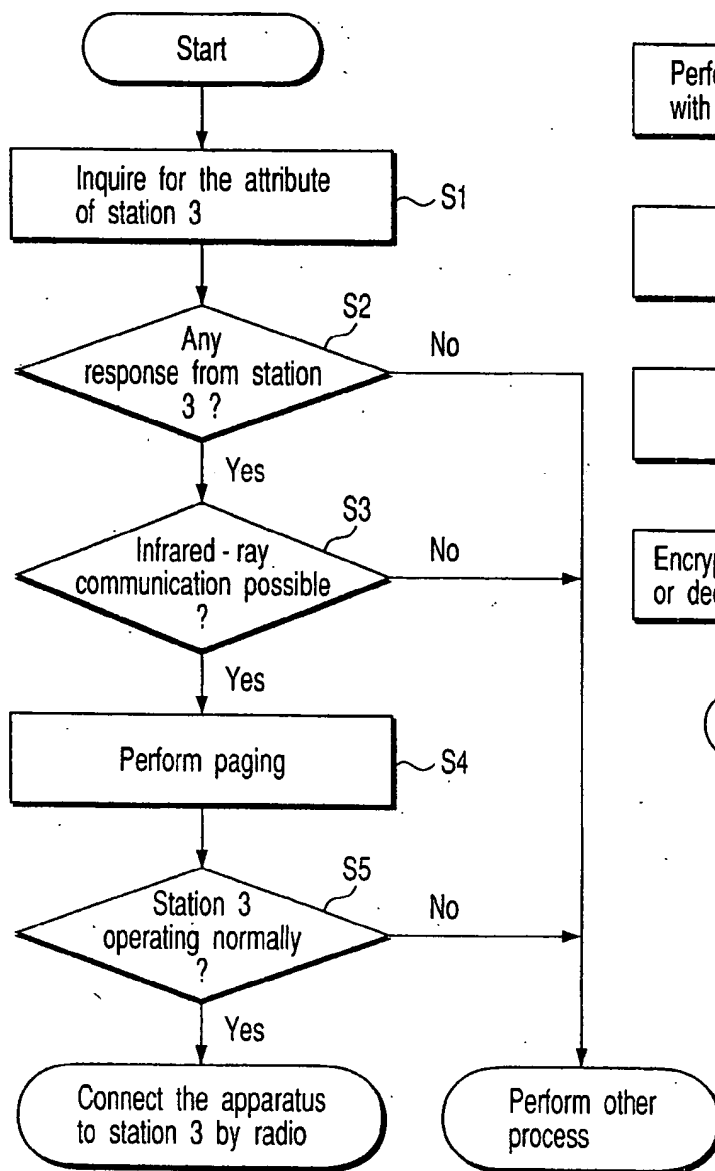 Start
Inquire for the attribute
of station 3
S1
S2
Any
response from station
3 ?
No
Yes
S3
Infrared - ray
communication possible
?
No
Yes
Perform paging
S4
S5
Station 3
operating normally
?
No
Yes
Connect the apparatus
to station 3 by radio
Perform other
process
with
or